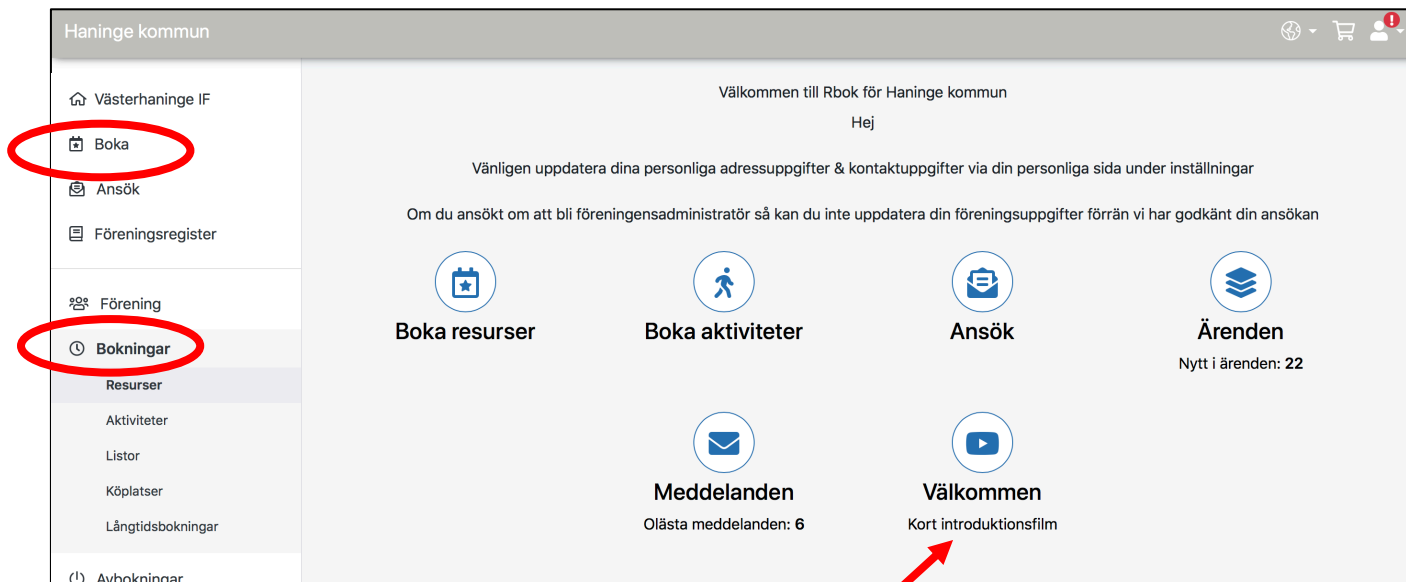 Haninge kommun
!
Västerhaninge IF
Boka
Ansök
Föreningsregister
Förening
Bokningar
Resurser
Aktiviteter
Listor
Köplatser
Långtidsbokningar
Avbokningar
Välkommen till Rbok för Haninge kommun
Hej
Vänligen uppdatera dina personliga adressuppgifter & kontaktuppgifter via din personliga sida under inställningar
Om du ansökt om att bli föreningensadministratör så kan du inte uppdatera din föreningsuppgifter förrän vi har godkänt din ansökan
Boka resurser
Boka aktiviteter
Ansök
Ärenden
Nytt i ärenden: 22
Meddelanden
Olästa meddelanden: 6
Välkommen
Kort introduktionsfilm